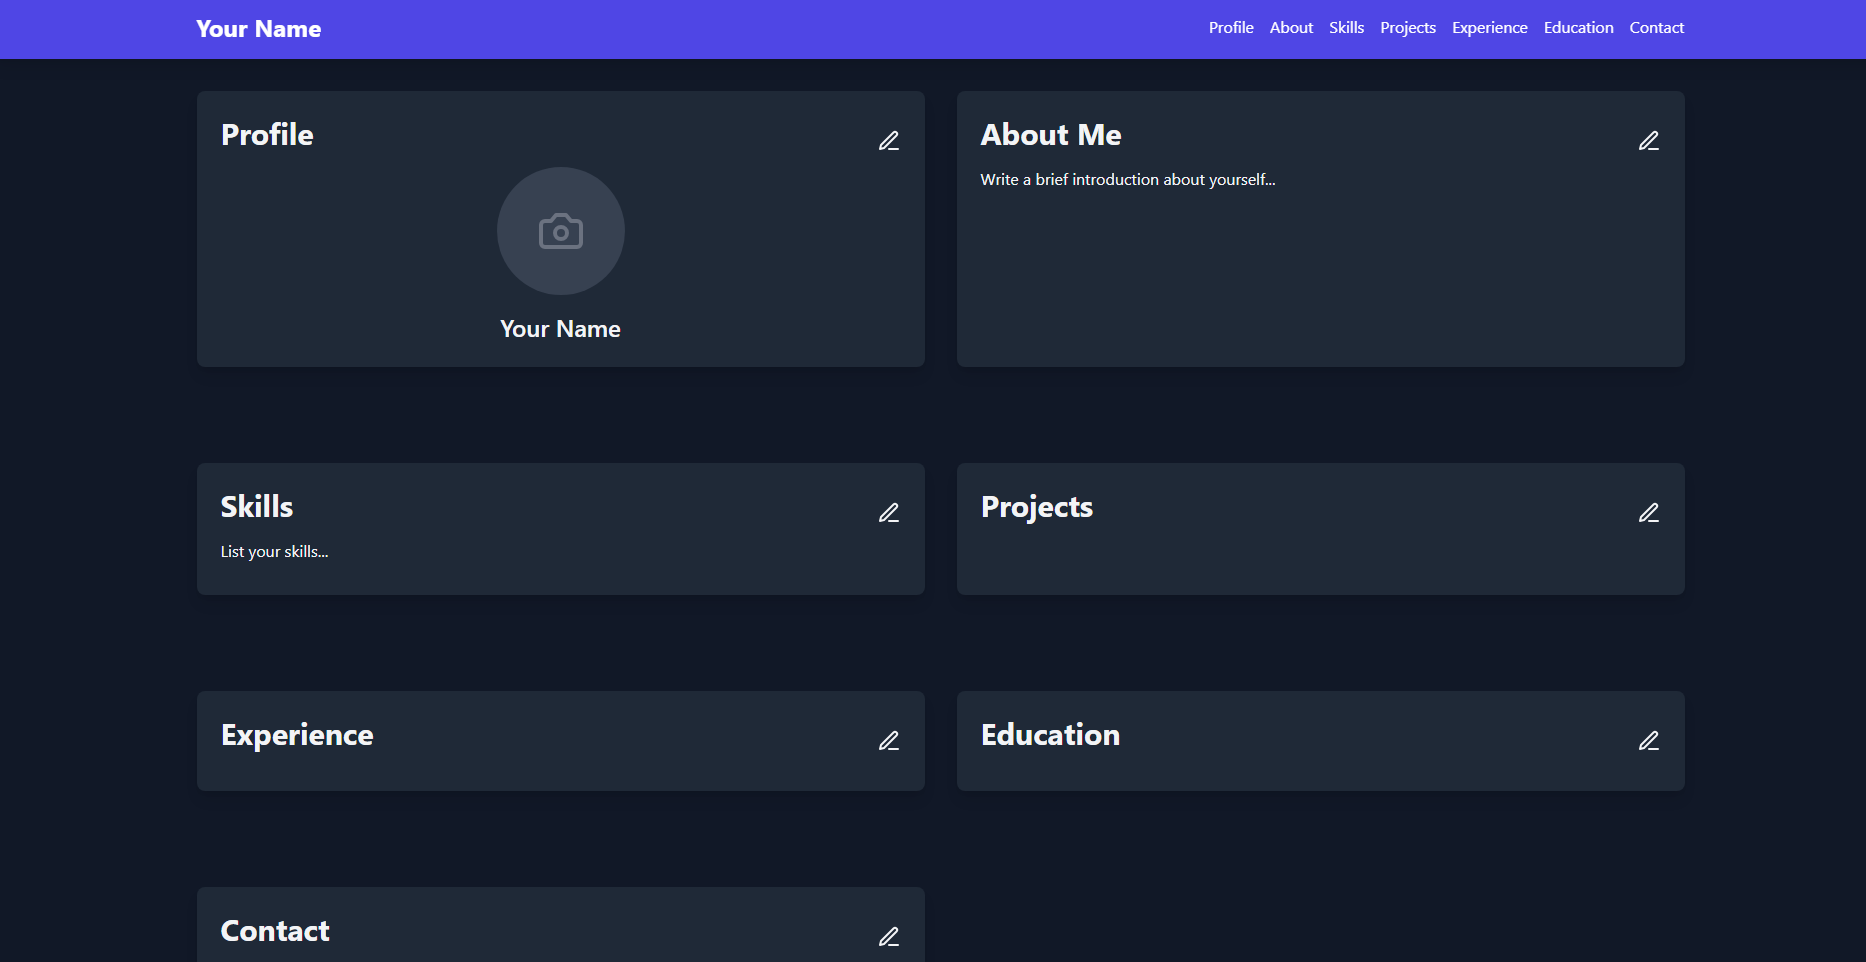 Your Name
Profile About Skills Projects Experience Education Contact
Profile
Your Name
About Me
Write a brief introduction about yourself...
Skills
List your skills...
Projects
Experience
Education
Contact